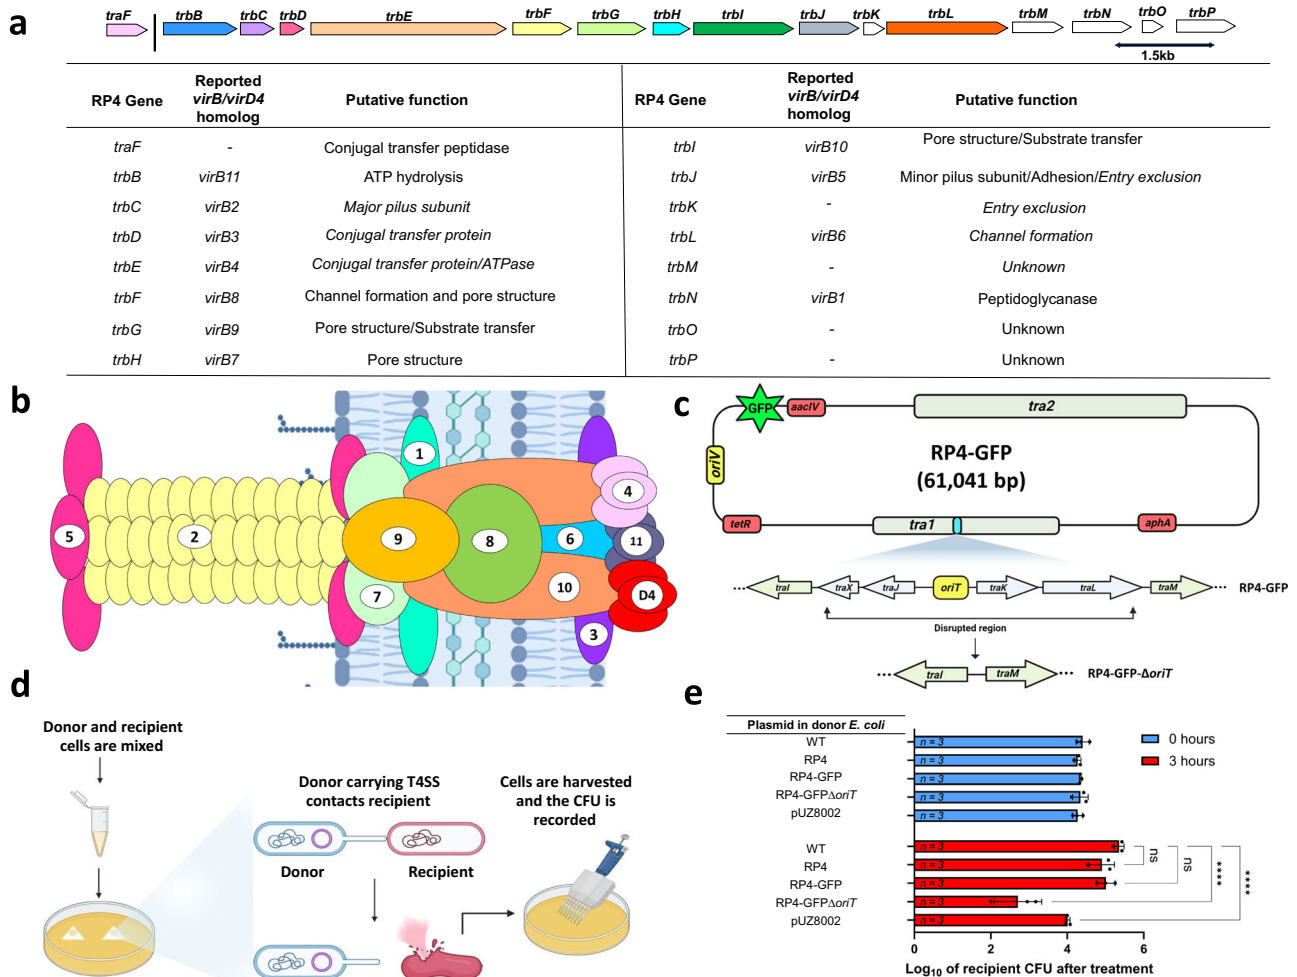 a
traF trbB trbC trbD trbE trbF trbG trbH trbI trbJ trbK trbL trbM trbN trbO trbP
1.5kb
RP4 Gene Reported virB/virD4 homolog Putative function RP4 Gene Reported virB/virD4 homolog Putative function
traF - Conjugal transfer peptidase trbI virB10 Pore structure/Substrate transfer
trbB virB11 ATP hydrolysis trbJ virB5 Minor pilus subunit/Adhesion/Entry exclusion
trbC virB2 Major pilus subunit trbK - Entry exclusion
trbD virB3 Conjugal transfer protein trbL virB6 Channel formation
trbE virB4 Conjugal transfer protein/ATPase trbM - Unknown
trbF virB8 Channel formation and pore structure trbN virB1 Peptidoglycanase
trbG virB9 Pore structure/Substrate transfer trbO - Unknown
trbH virB7 Pore structure trbP - Unknown
b
1
4
5 2 9 8 6 11
7 10 D4
3
c
GFP aacIV tra2
oriV
RP4-GFP
(61,041 bp)
tetR tra1 aphA
traI traX traJ oriT traK traL traM RP4-GFP
Disrupted region
traI traM RP4-GFP-ΔoriT
d
Donor and recipient
cells are mixed
Donor carrying T4SS
contacts recipient
Cells are harvested
and the CFU is
recorded
Donor Recipient
e
Plasmid in donor E. coli
WT n = 3
RP4 n = 3
RP4-GFP n = 3
RP4-GFPΔoriT n = 3
pUZ8002 n = 3
0 hours
3 hours
WT n = 3
RP4 n = 3
RP4-GFP n = 3
RP4-GFPΔoriT n = 3
pUZ8002 n = 3
ns
ns
****
****
0 2 4 6
Log10 of recipient CFU after treatment